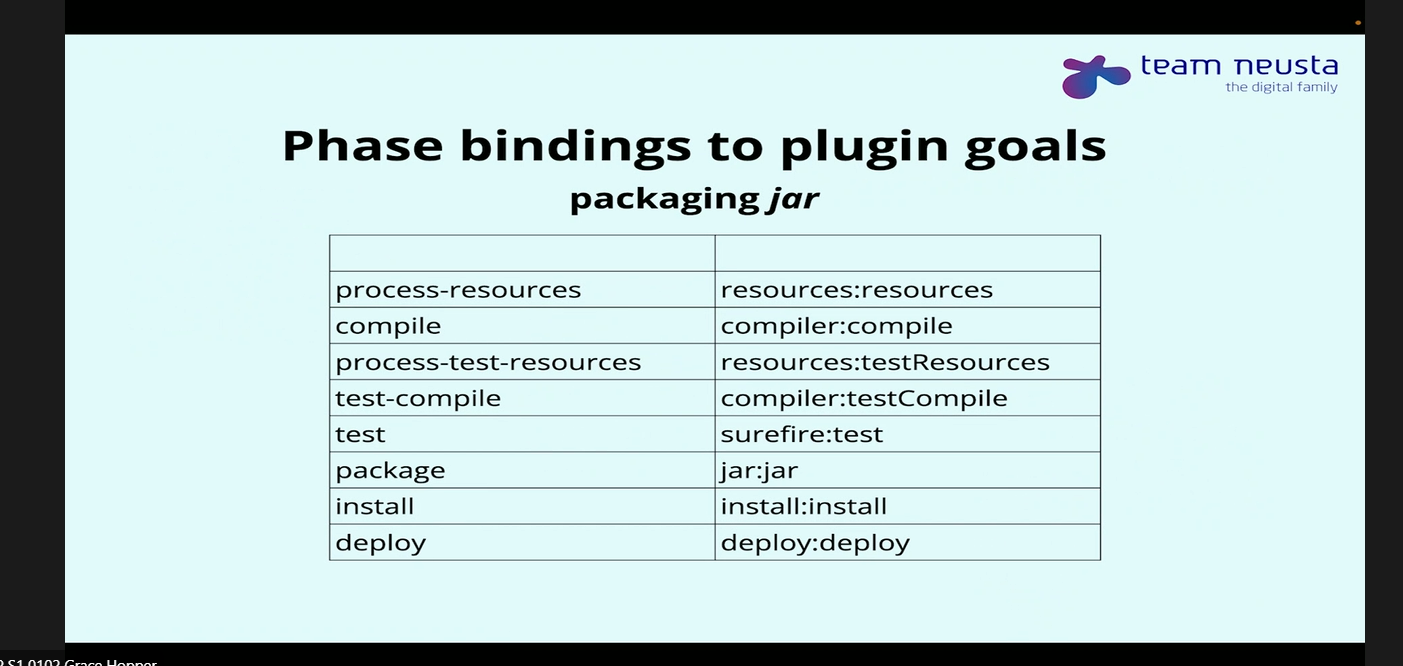 team neusta
the digital family
Phase bindings to plugin goals
packaging jar
process-resources resources:resources
compile compiler:compile
process-test-resources resources:testResources
test-compile compiler:testCompile
test surefire:test
package jar:jar
install install:install
deploy deploy:deploy
S1 0102 Grace Hopper